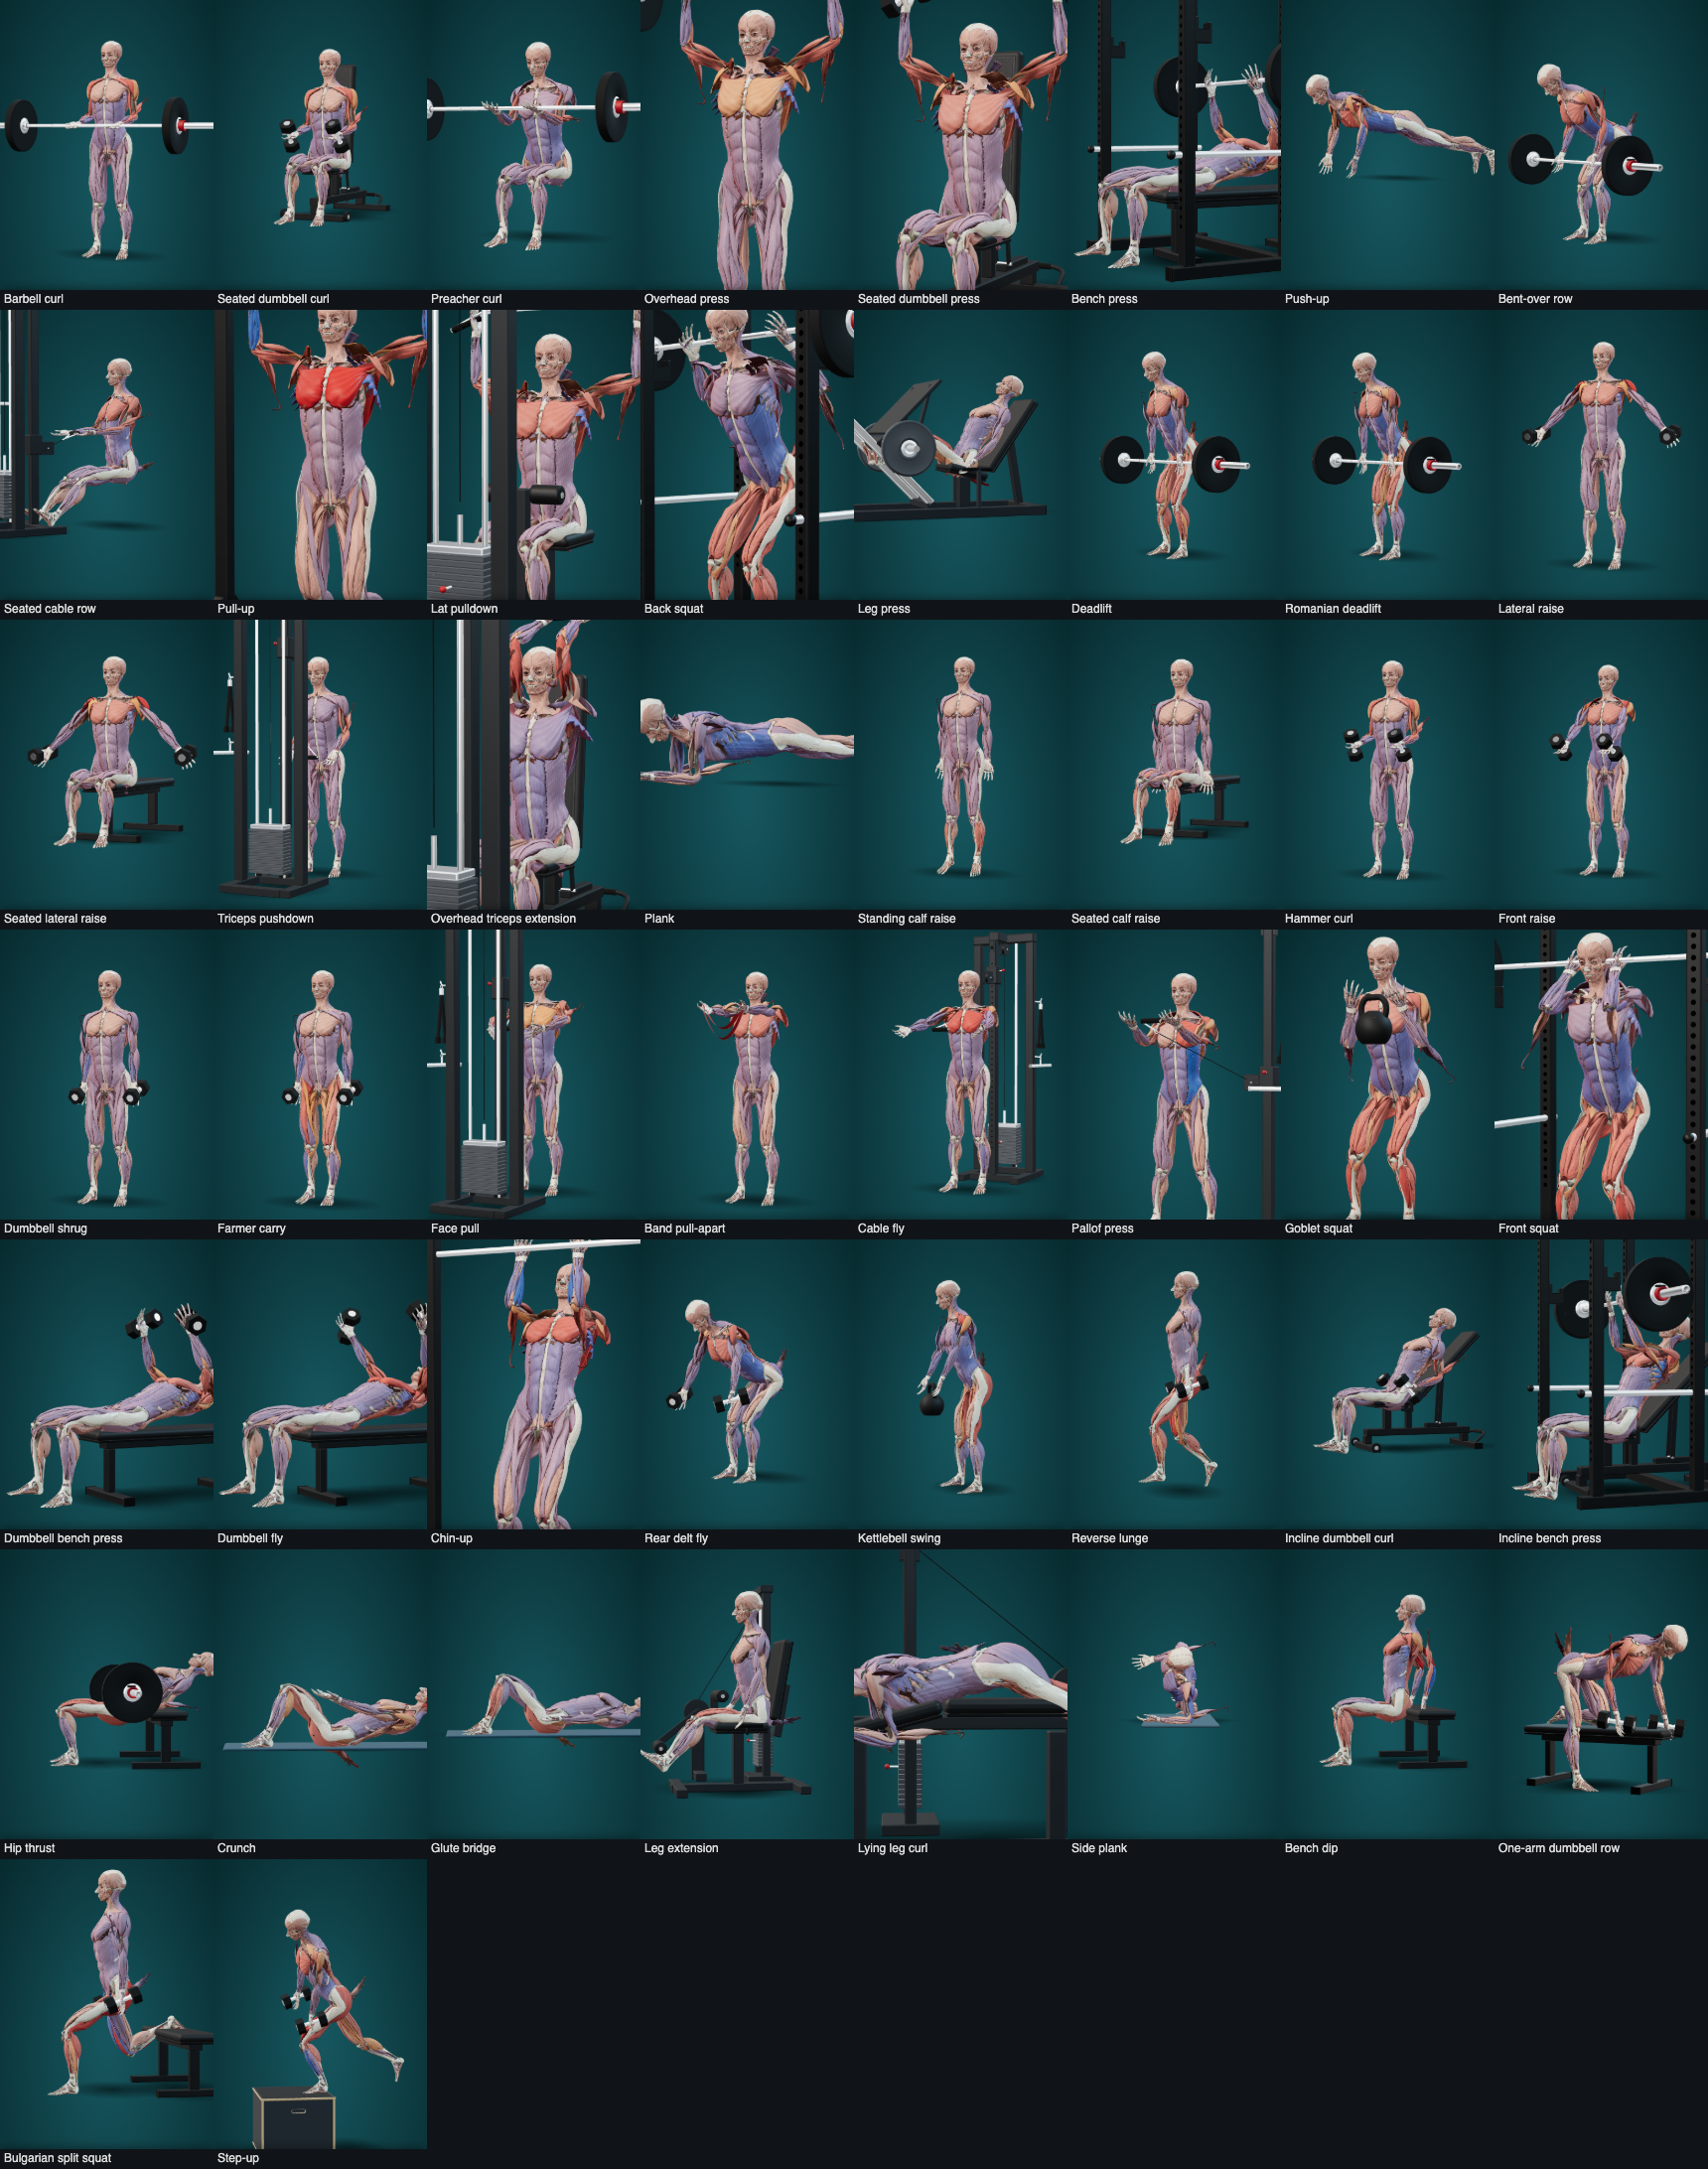 Barbell curl
Seated dumbbell curl
Preacher curl
Overhead press
Seated dumbbell press
Bench press
Push-up
Bent-over row
Seated cable row
Pull-up
Lat pulldown
Back squat
Leg press
Deadlift
Romanian deadlift
Lateral raise
Seated lateral raise
Triceps pushdown
Overhead triceps extension
Plank
Standing calf raise
Seated calf raise
Hammer curl
Front raise
Dumbbell shrug
Farmer carry
Face pull
Band pull-apart
Cable fly
Pallof press
Goblet squat
Front squat
Dumbbell bench press
Dumbbell fly
Chin-up
Rear delt fly
Kettlebell swing
Reverse lunge
Incline dumbbell curl
Incline bench press
Hip thrust
Crunch
Glute bridge
Leg extension
Lying leg curl
Side plank
Bench dip
One-arm dumbbell row
Bulgarian split squat
Step-up